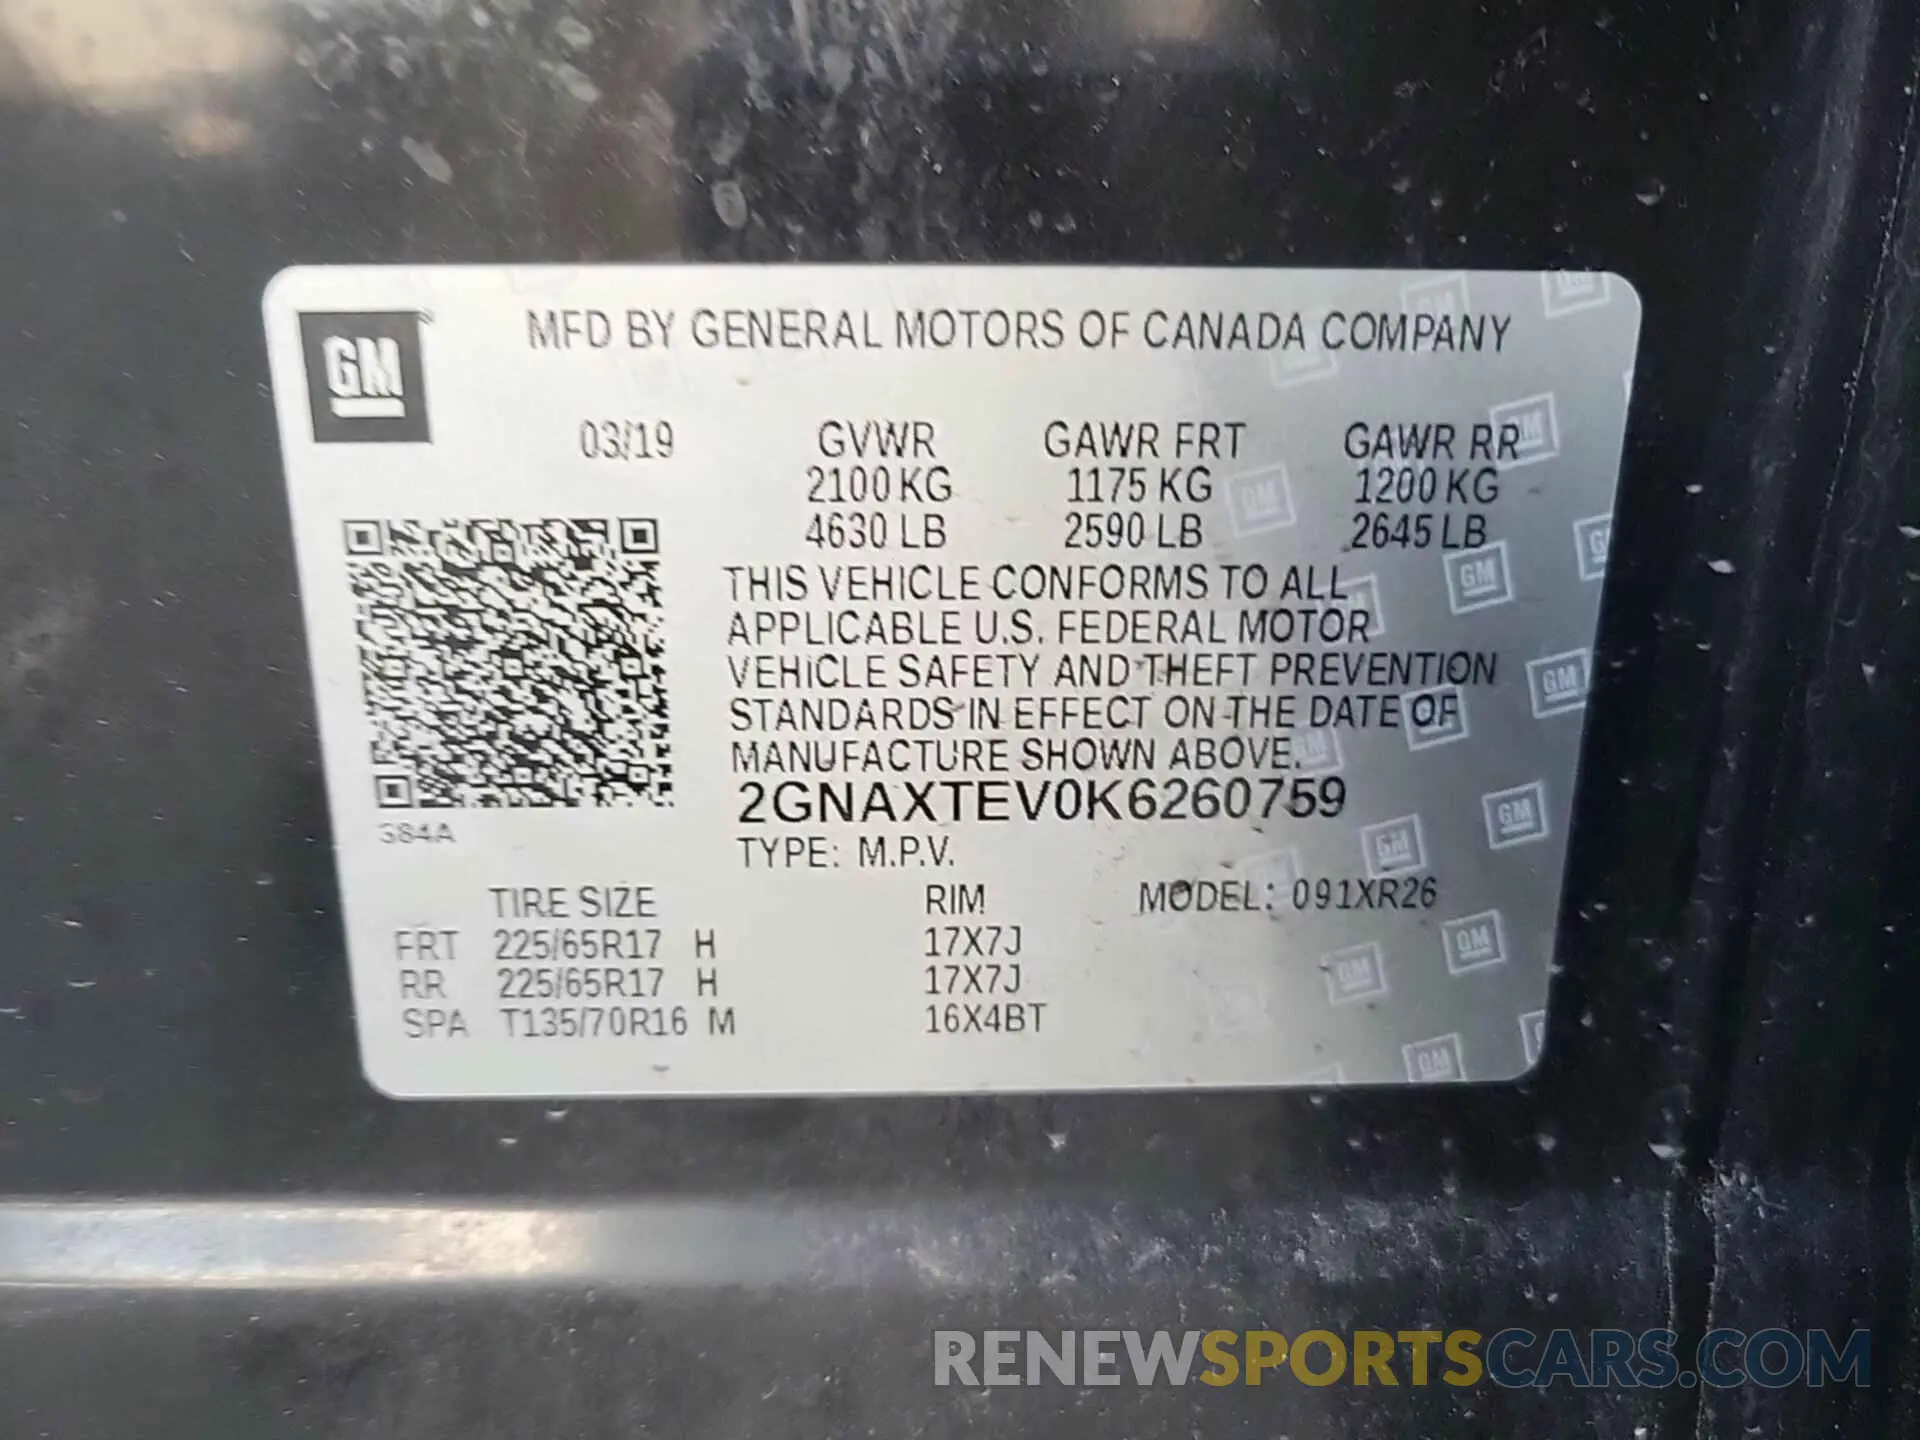 GM
MFD BY GENERAL MOTORS OF CANADA COMPANY
03/19 GVWR GAWR FRT GAWR RR
2100 KG 1175 KG 1200 KG
4630 LB 2590 LB 2645 LB
THIS VEHICLE CONFORMS TO ALL
APPLICABLE U.S. FEDERAL MOTOR
VEHICLE SAFETY AND THEFT PREVENTION
STANDARDS IN EFFECT ON THE DATE OF
MANUFACTURE SHOWN ABOVE.
2GNAXTEV0K6260759
384A
TYPE: M.P.V.
TIRE SIZE RIM MODEL: 091XR26
FRT 225/65R17 H 17X7J
RR 225/65R17 H 17X7J
SPA T135/70R16 M 16X4BT
RENEWSPORTSCARS.COM